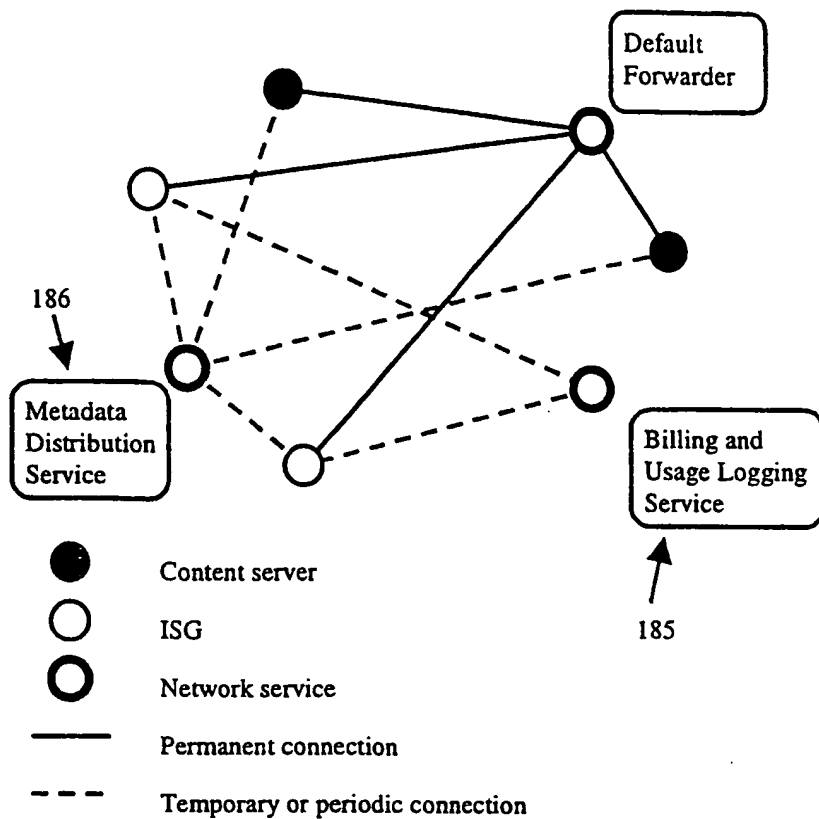 Default
Forwarder
186
Metadata
Distribution
Service
Billing and
Usage Logging
Service
185
Content server
ISG
Network service
Permanent connection
Temporary or periodic connection